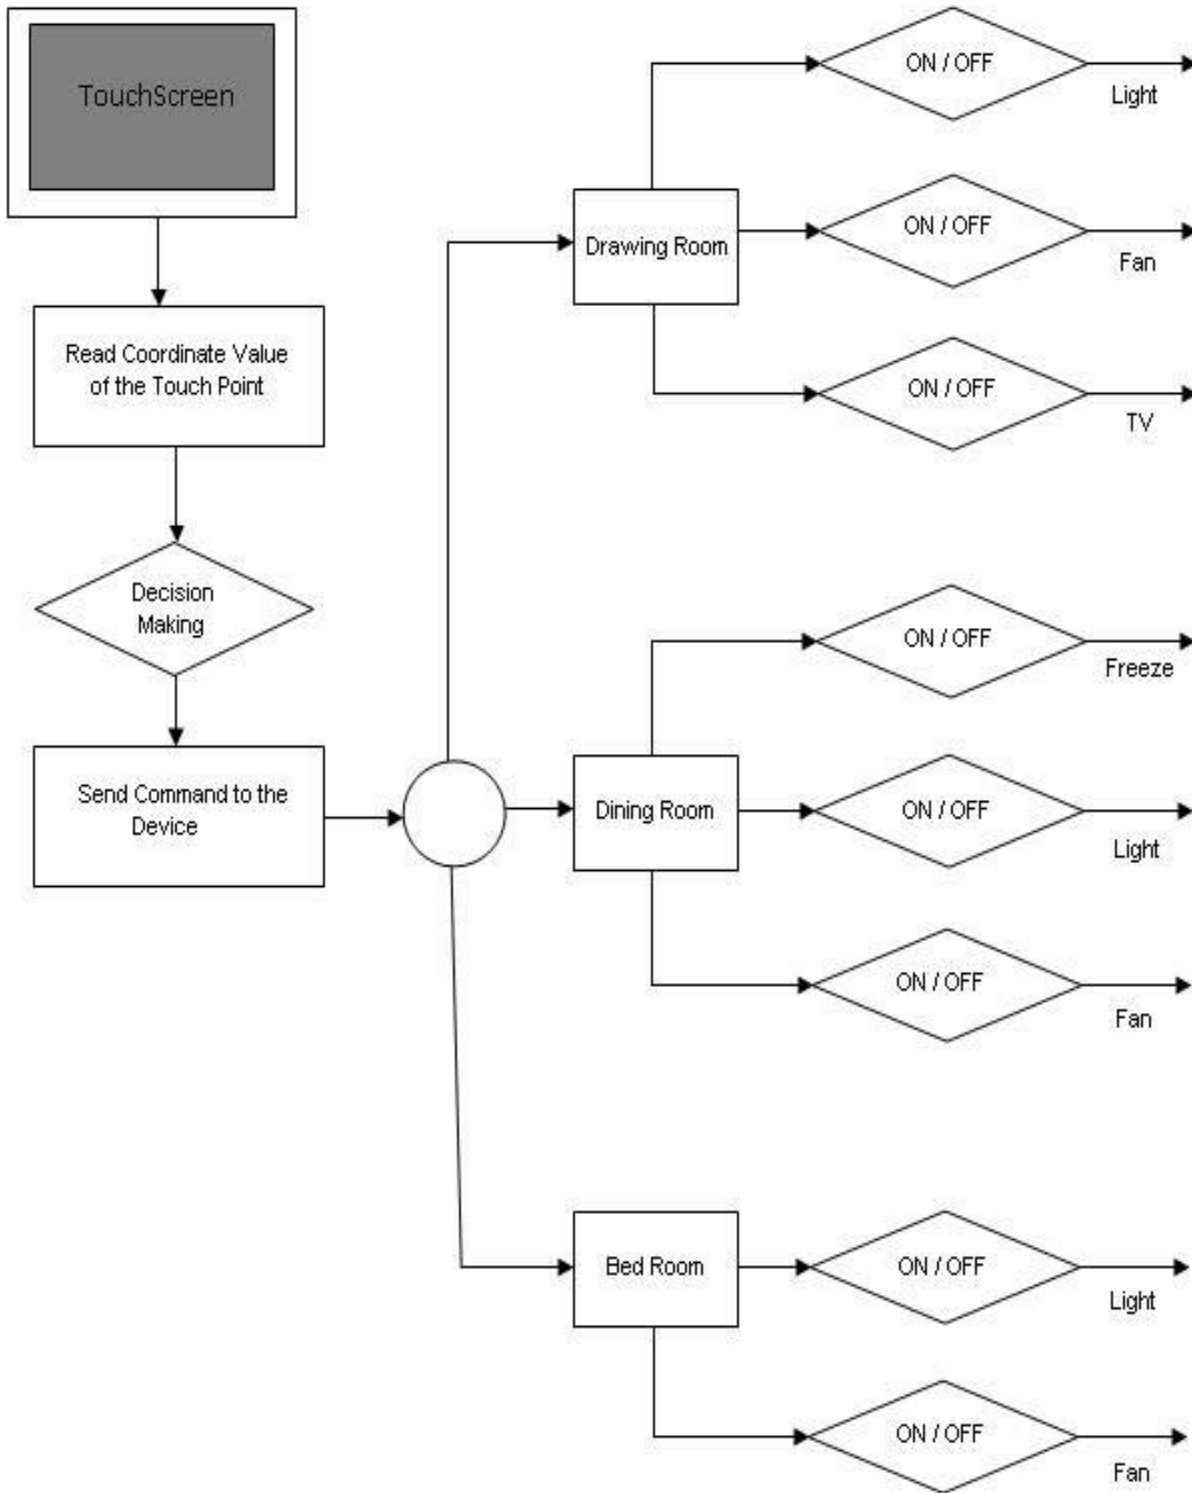 TouchScreen
Read Coordinate Value
of the Touch Point
Decision
Making
Send Command to the
Device
Drawing Room
ON / OFF
Light
ON / OFF
Fan
ON / OFF
TV
Dining Room
ON / OFF
Freeze
ON / OFF
Light
ON / OFF
Fan
Bed Room
ON / OFF
Light
ON / OFF
Fan